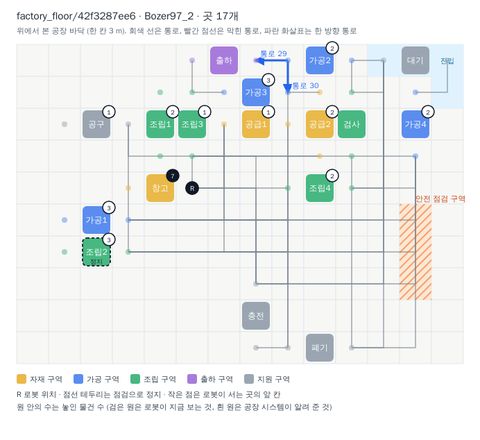 factory_floor/42f3287ee6 · Bozer97_2 · 곳 17개
위에서 본 공장 바닥 (한 칸 3 m). 회색 선은 통로, 빨간 점선은 막힌 통로, 파란 화살표는 한 방향 통로
출하
통로 29
가공2
2
대기
전립
가공3
3
통로 30
공구
1
조립1
2
조립3
1
공급1
1
공급2
2
검사
가공4
2
창고
7
R
조립4
2
안전 점검 구역
가공1
3
조립2
3
정지
충전
폐기
자재 구역
가공 구역
조립 구역
출하 구역
지원 구역
R 로봇 위치 · 점선 테두리는 점검으로 정지 · 작은 점은 로봇이 서는 곳의 앞 칸
원 안의 수는 놓인 물건 수 (검은 원은 로봇이 지금 보는 것, 흰 원은 공장 시스템이 알려 준 것)